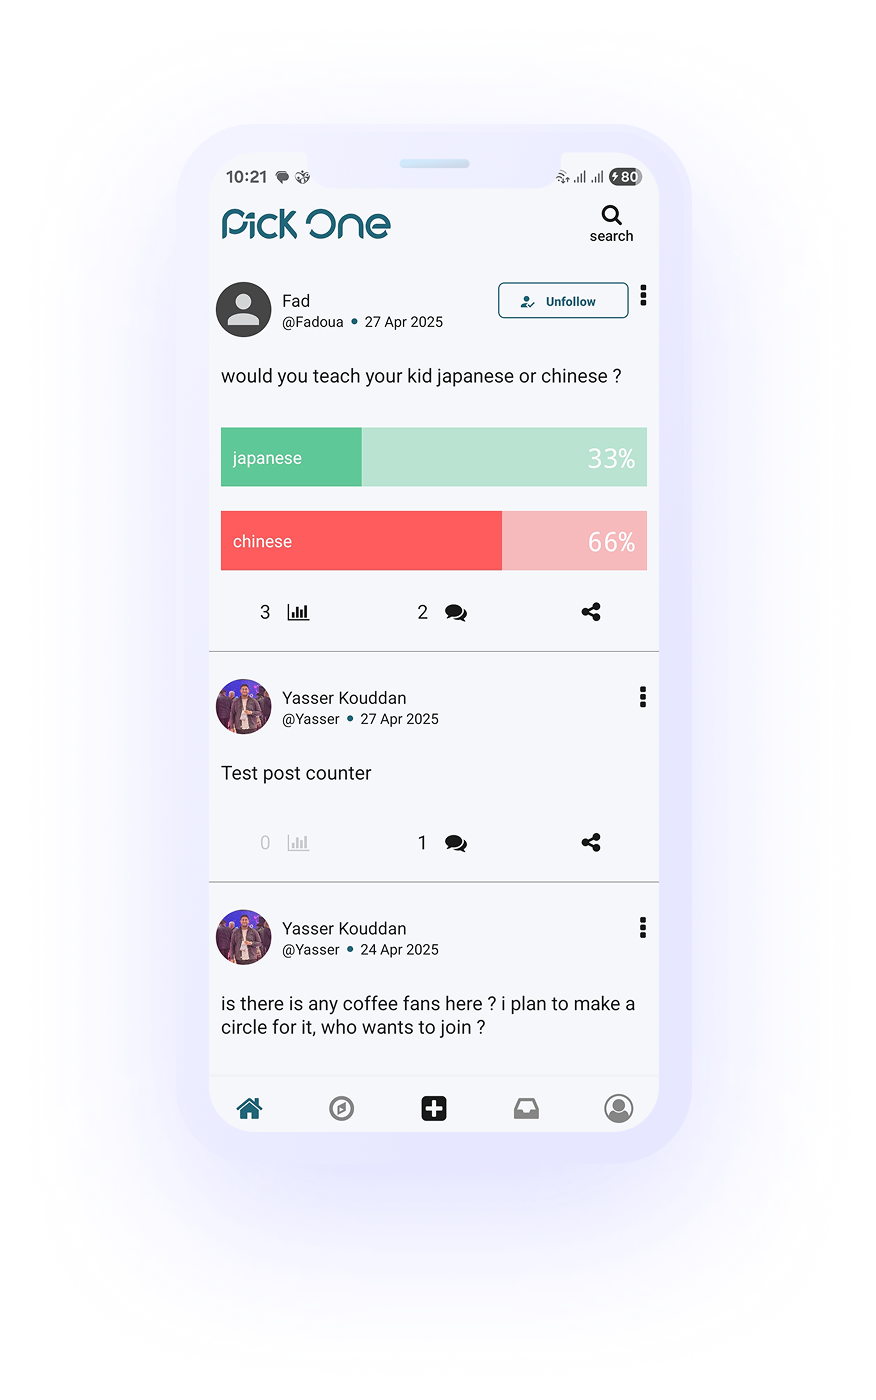 10:21
80
Pick One
search
Fad
Unfollow
@Fadoua • 27 Apr 2025
would you teach your kid japanese or chinese ?
japanese 33%
chinese 66%
3 2
Yasser Kouddan
@Yasser • 27 Apr 2025
Test post counter
0 1
Yasser Kouddan
@Yasser • 24 Apr 2025
is there is any coffee fans here ? i plan to make a
circle for it, who wants to join ?